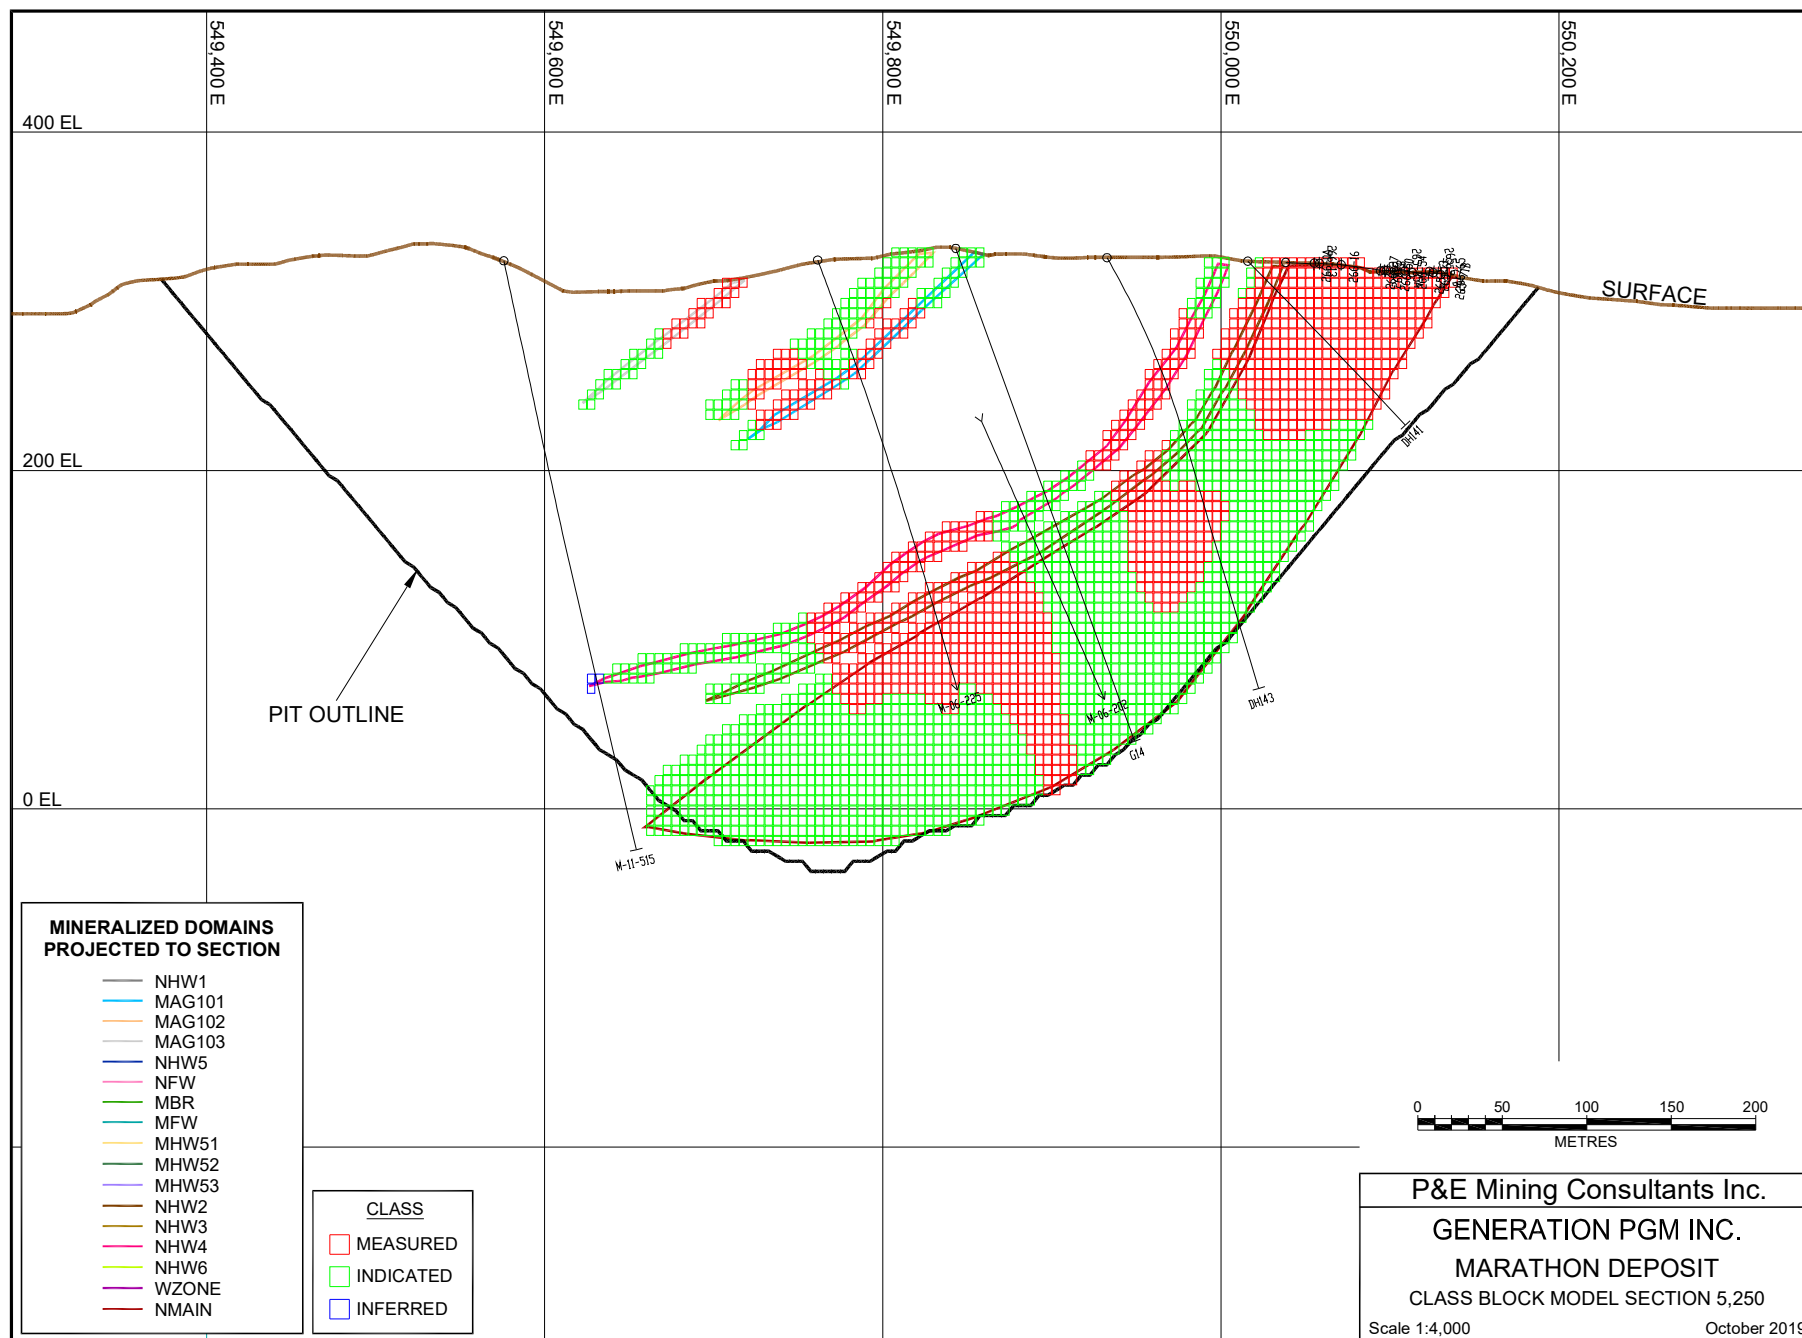 549,400 E
549,600 E
549,800 E
550,000 E
550,200 E
400 EL
SURFACE
DH141
200 EL
PIT OUTLINE
M-06-225
M-06-202
DH143
G14
0 EL
M-11-515
MINERALIZED DOMAINS
PROJECTED TO SECTION
NHW1
MAG101
MAG102
MAG103
NHW5
NFW
MBR
MFW
MHW51
MHW52
MHW53
NHW2
NHW3
NHW4
NHW6
WZONE
NMAIN
CLASS
MEASURED
INDICATED
INFERRED
0 50 100 150 200
METRES
P&E Mining Consultants Inc.
GENERATION PGM INC.
MARATHON DEPOSIT
CLASS BLOCK MODEL SECTION 5,250
Scale 1:4,000 October 2019